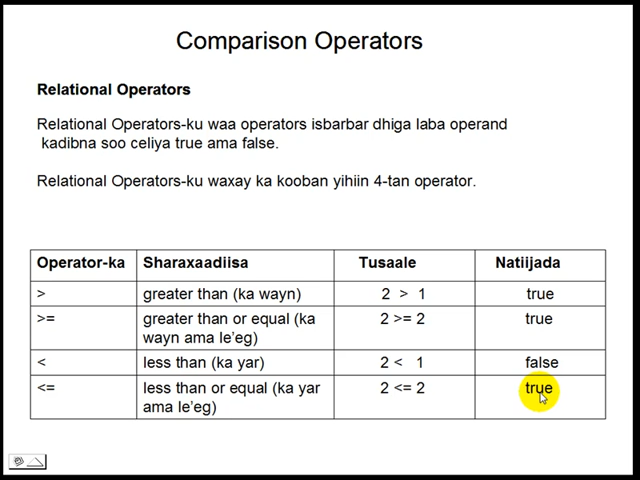 Comparison Operators
Relational Operators
Relational Operators-ku waa operators isbarbar dhiga laba operand
kadibna soo celiya true ama false.
Relational Operators-ku waxay ka kooban yihiin 4-tan operator.
Operator-ka Sharaxaadiisa Tusaale Natiijada
> greater than (ka wayn) 2 > 1 true
>= greater than or equal (ka 2 >= 2 true
wayn ama le’eg)
< less than (ka yar) 2 < 1 false
<= less than or equal (ka yar 2 <= 2 true
ama le’eg)